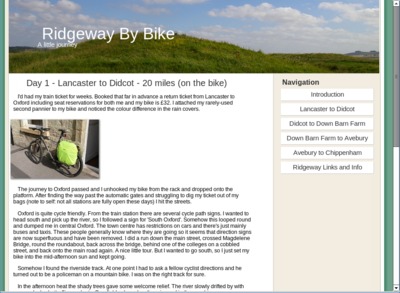 Ridgeway By Bike
A little journey
Day 1 - Lancaster to Didcot - 20 miles (on the bike)
I'd had my train ticket for weeks. Booked that far in advance a return ticket from Lancaster to
Oxford including seat reservations for both me and my bike is £32. I attached my rarely-used
second pannier to my bike and noticed the colour difference in the rain covers.
The journey to Oxford passed and I unhooked my bike from the rack and dropped onto the
platform. After finding the way past the automatic gates and struggling to dig my ticket out of my
bags (note to self: not all stations are fully open these days) I hit the streets.
Oxford is quite cycle friendly. From the train station there are several cycle path signs. I wanted to
head south and pick up the river, so I followed a sign for 'South Oxford'. Somehow this looped round
and dumped me in central Oxford. The town centre has restrictions on cars and there's just mainly
buses and taxis. These people generally know where they are going so it seems that direction signs
are now superfluous and have been removed. I did a run down the main street, crossed Magdelene
Bridge, round the roundabout, back across the bridge, behind one of the colleges on a cobbled
street, and back onto the main road again. A nice little tour. But I wanted to go south, so I just set my
bike into the mid-afternoon sun and kept going.
Somehow I found the riverside track. At one point I had to ask a fellow cyclist directions and he
turned out to be a policeman on a mountain bike. I was on the right track for sure.
In the afternoon heat the shady trees gave some welcome relief. The river slowly drifted by with
Navigation
Introduction
Lancaster to Didcot
Didcot to Down Barn Farm
Down Barn Farm to Avebury
Avebury to Chippenham
Ridgeway Links and Info